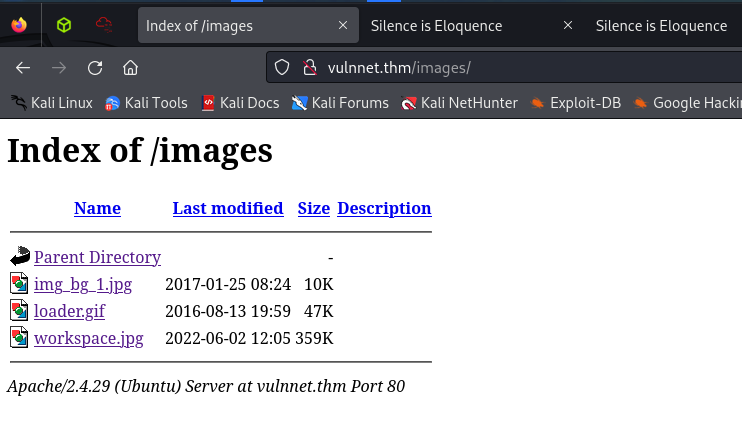 Index of /images
Silence is Eloquence
Silence is Eloquence
vulnnet.thm/images/
Kali Linux
Kali Tools
Kali Docs
Kali Forums
Kali NetHunter
Exploit-DB
Google Hackin
Index of /images
Name Last modified Size Description
Parent Directory -
img_bg_1.jpg 2017-01-25 08:24 10K
loader.gif 2016-08-13 19:59 47K
workspace.jpg 2022-06-02 12:05 359K
Apache/2.4.29 (Ubuntu) Server at vulnnet.thm Port 80